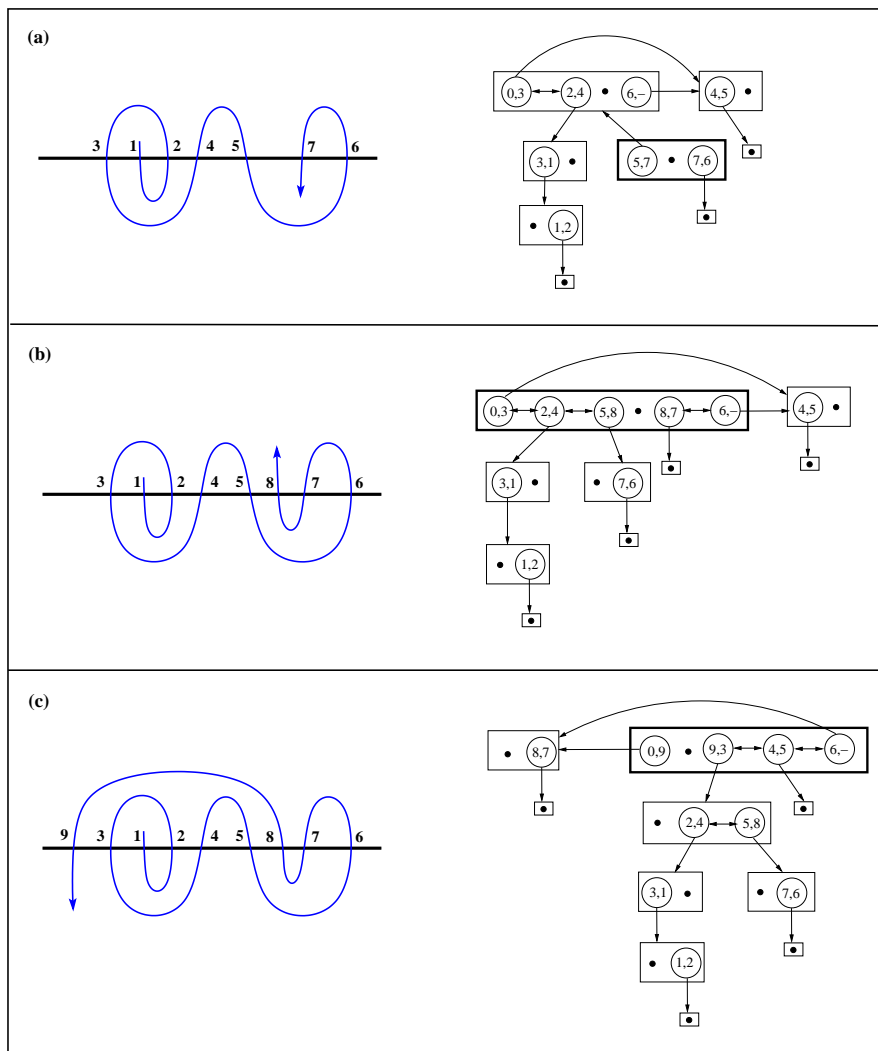 (a)
0,3 2,4 6,– 4,5
3 1 2 4 5 7 6
3,1 5,7 7,6
1,2
(b)
0,3 2,4 5,8 8,7 6,– 4,5
3 1 2 4 5 8 7 6
3,1 7,6
1,2
(c)
8,7 0,9 9,3 4,5 6,–
9 3 1 2 4 5 8 7 6
2,4 5,8
3,1 7,6
1,2